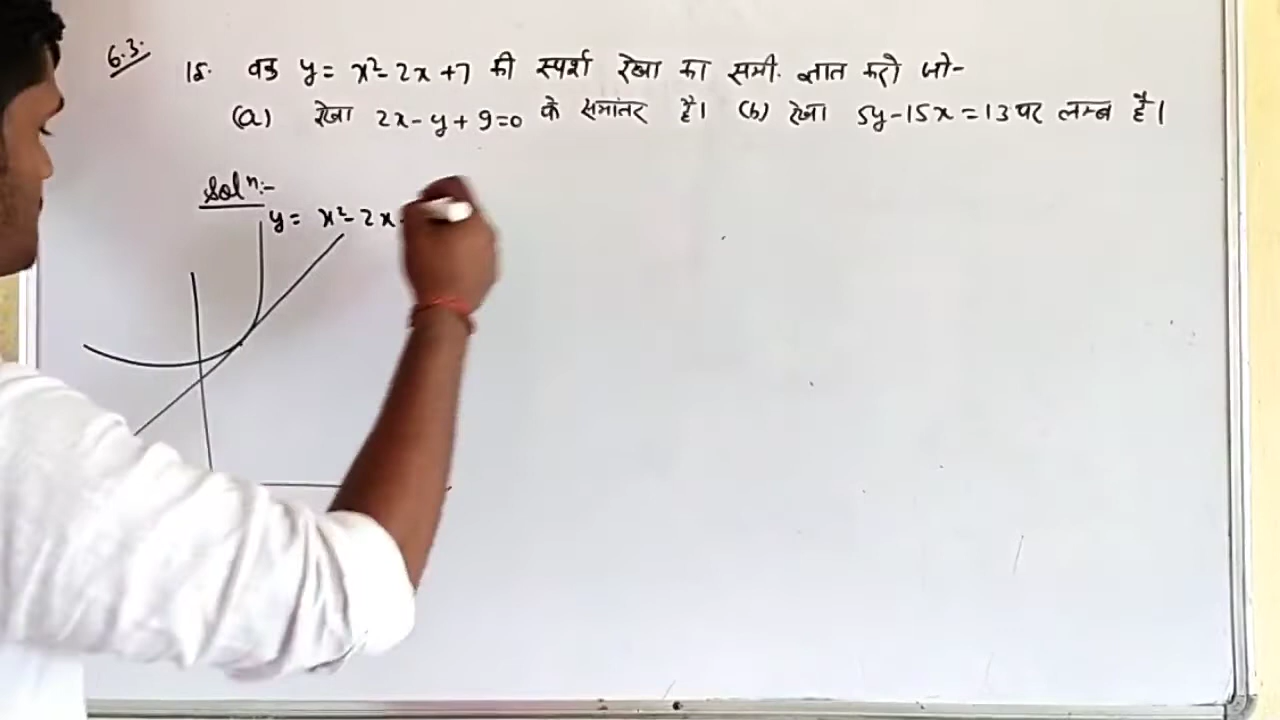 6.3.
15. वक्र y = x² - 2x + 7 की स्पर्श रेखा का समी. ज्ञात करो जो-
(a) रेखा 2x - y + 9 = 0 के समांतर है। (b) रेखा 5y - 15x = 13 पर लम्ब है।
Solⁿ:-
y = x² - 2x